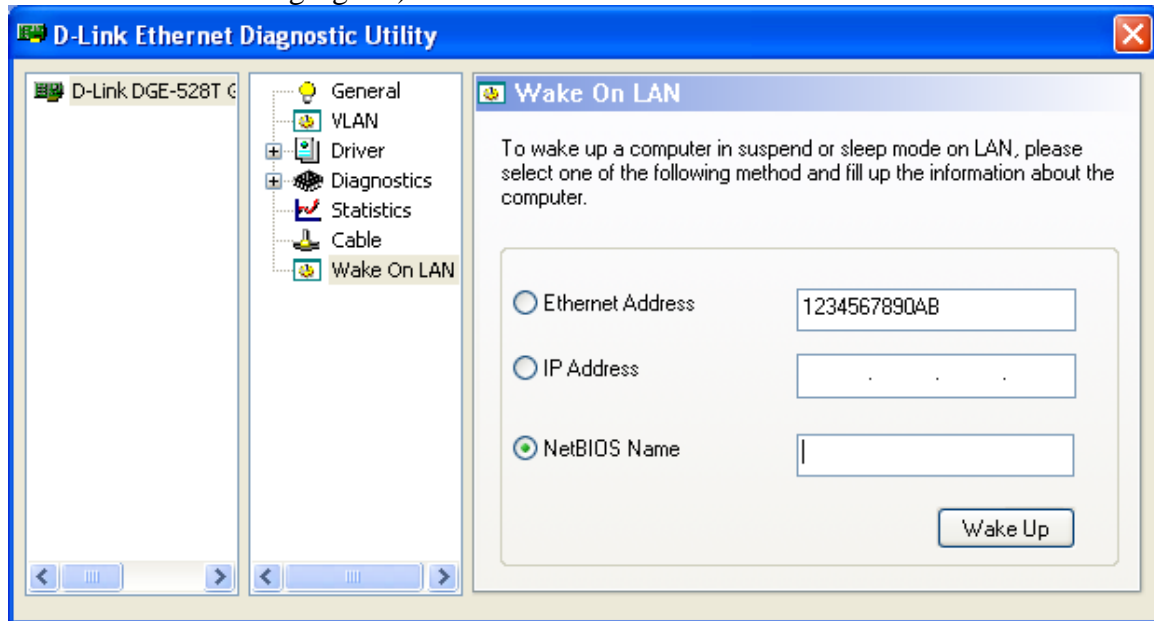 D-Link Ethernet Diagnostic Utility
D-Link DGE-528T G
General
VLAN
Driver
Diagnostics
Statistics
Cable
Wake On LAN
Wake On LAN
To wake up a computer in suspend or sleep mode on LAN, please
select one of the following method and fill up the information about the
computer.
Ethernet Address 1234567890AB
IP Address . . .
NetBIOS Name
Wake Up